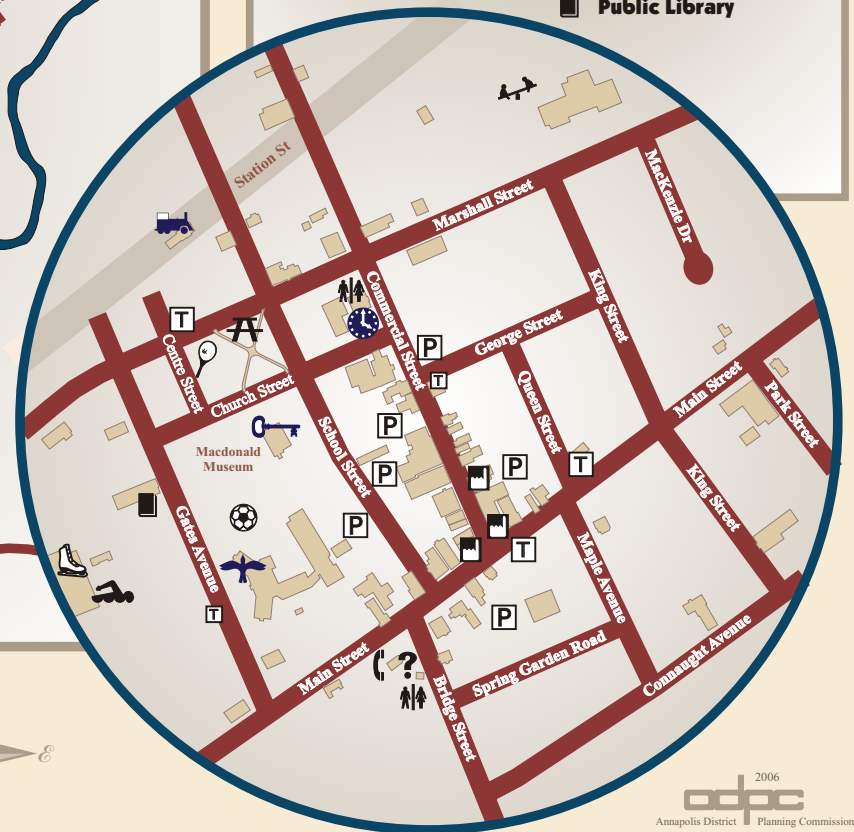 Public Library
Station St
MacKenzie Dr
Marshall Street
Commercial Street
King Street
T
George Street
P
Centre Street
T
Church Street
Queen Street
Main Street
Park Street
School Street
P
Macdonald
Museum
P
P
T
King Street
Gates Avenue
P
T
Maple Avenue
T
P
Main Street
?
Spring Garden Road
Connaught Avenue
Bridge Street
E
2006
adpc
Annapolis District Planning Commission